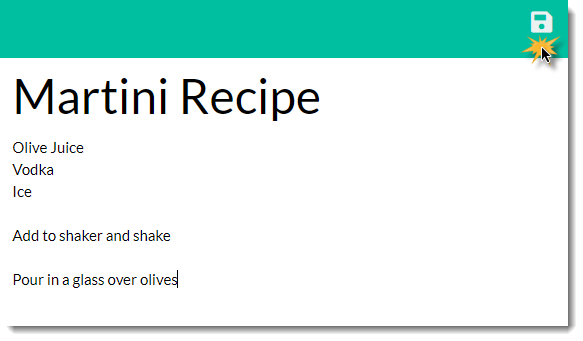 Martini Recipe
Olive Juice
Vodka
Ice
Add to shaker and shake
Pour in a glass over olives